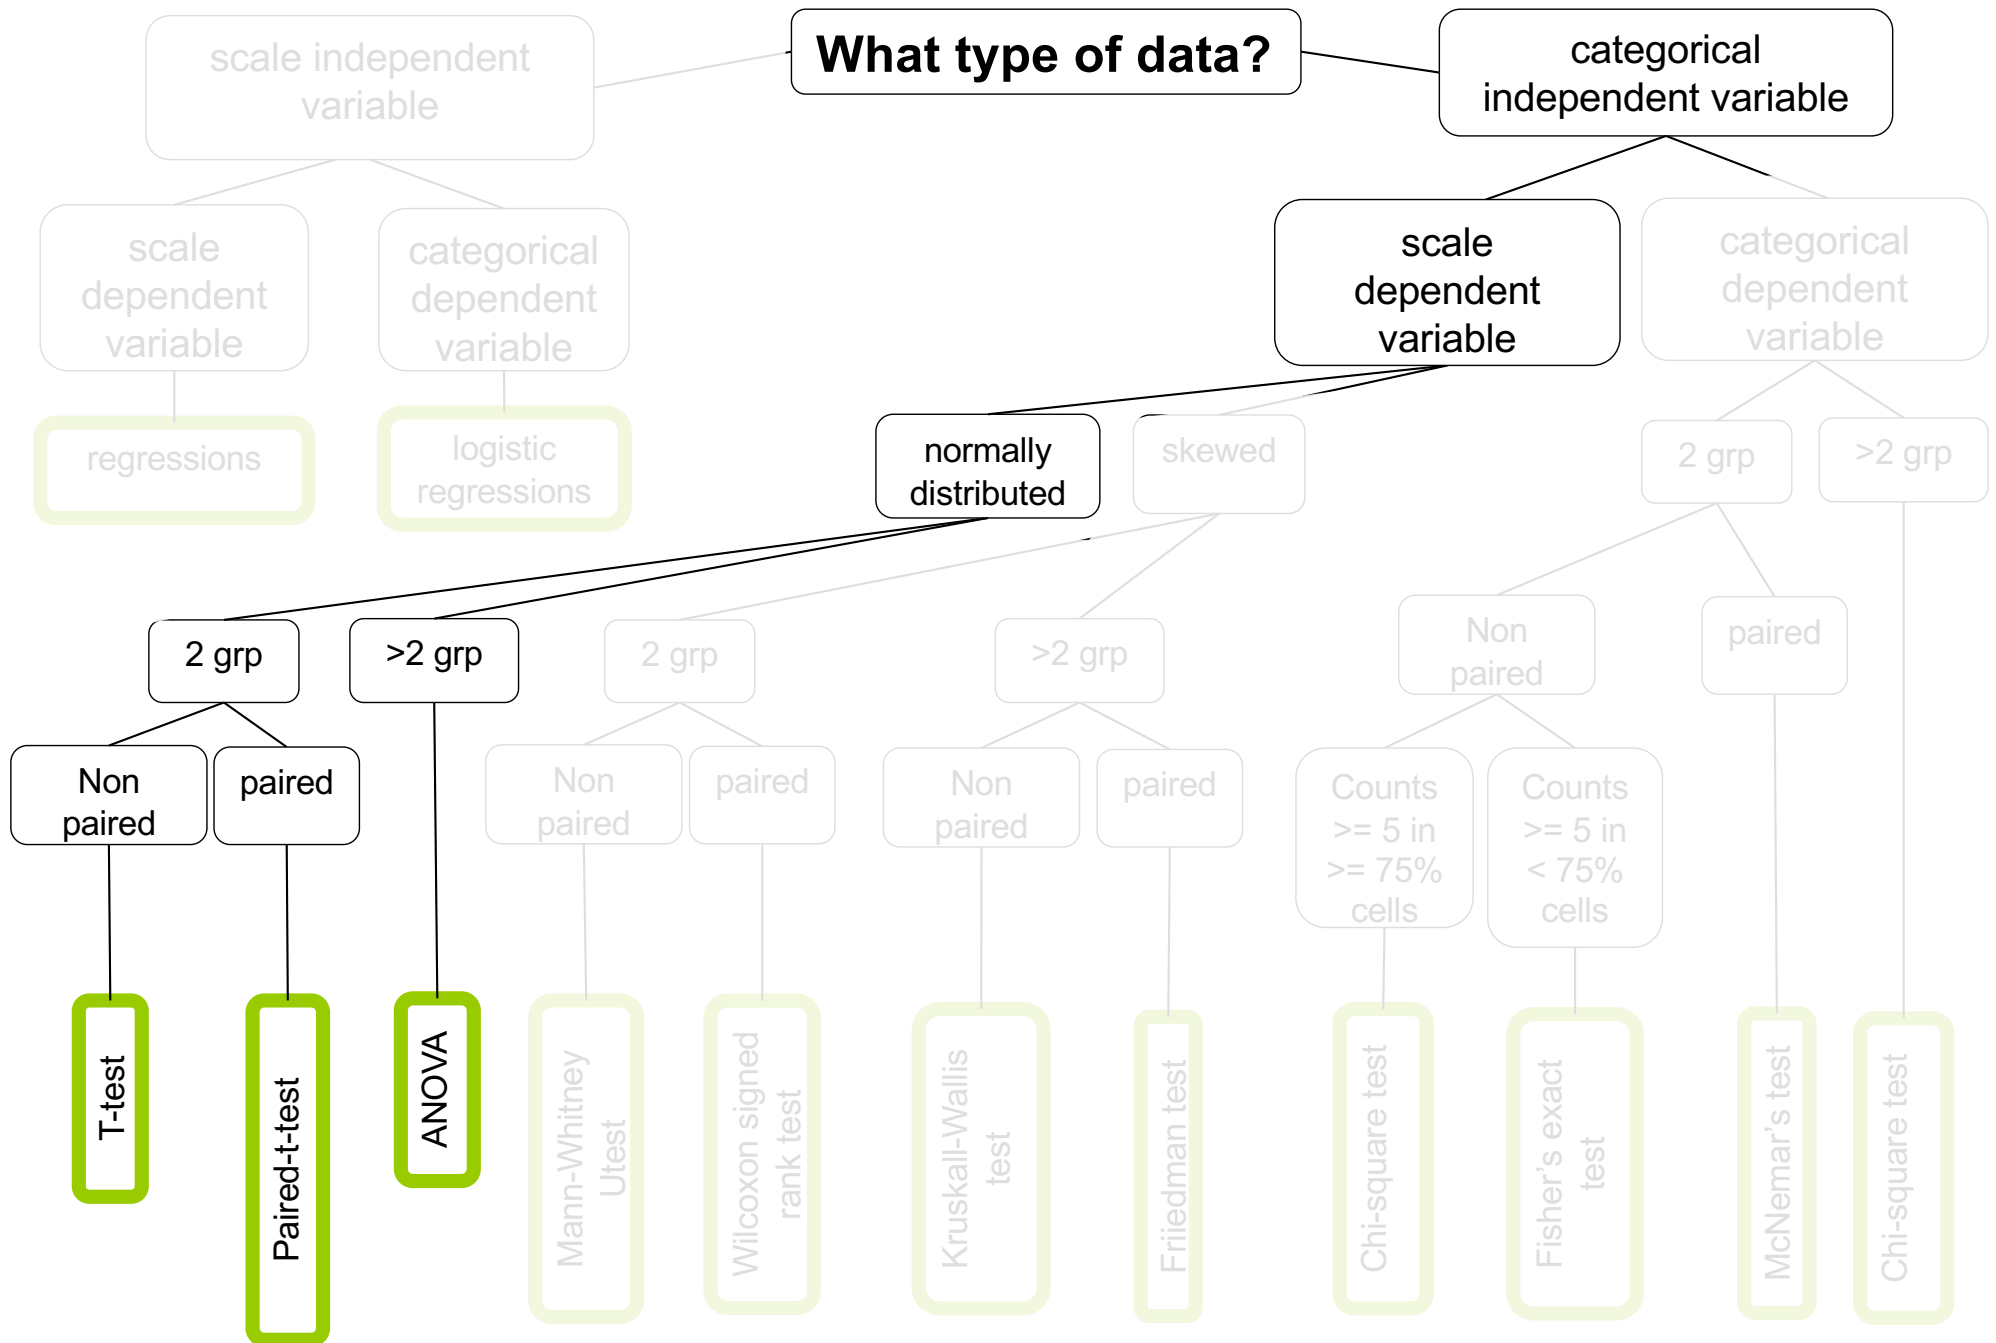 What type of data?
scale independent
variable
categorical
independent variable
scale
dependent
variable
categorical
dependent
variable
scale
dependent
variable
categorical
dependent
variable
regressions
logistic
regressions
normally
distributed
skewed
2 grp
>2 grp
2 grp
>2 grp
2 grp
>2 grp
Non
paired
paired
Non
paired
paired
Non
paired
paired
Non
paired
paired
Counts
>= 5 in
>= 75%
cells
Counts
>= 5 in
< 75%
cells
T-test
Paired-t-test
ANOVA
Mann-Whitney
Utest
Wilcoxon signed
rank test
Kruskall-Wallis
test
Friiedman test
Chi-square test
Fisher’s exact
test
McNemar’s test
Chi-square test